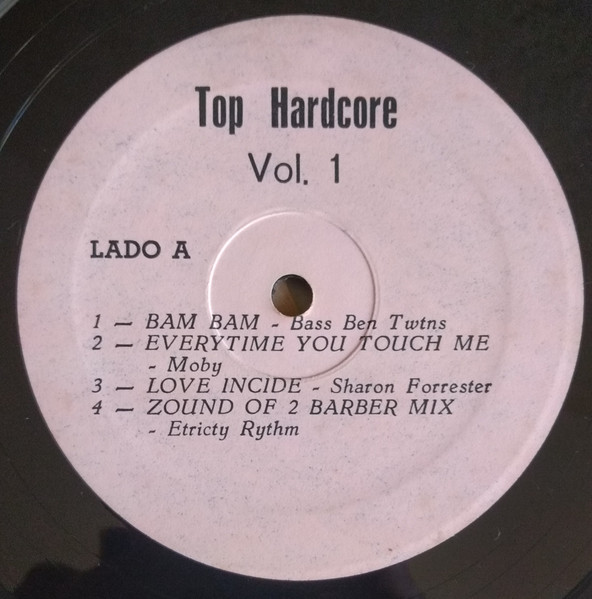 Top Hardcore
Vol. 1
LADO A
1 — BAM BAM - Bass Ben Twtns
2 — EVERYTIME YOU TOUCH ME
- Moby
3 — LOVE INCIDE - Sharon Forrester
4 — ZOUND OF 2 BARBER MIX
- Etricty Rythm